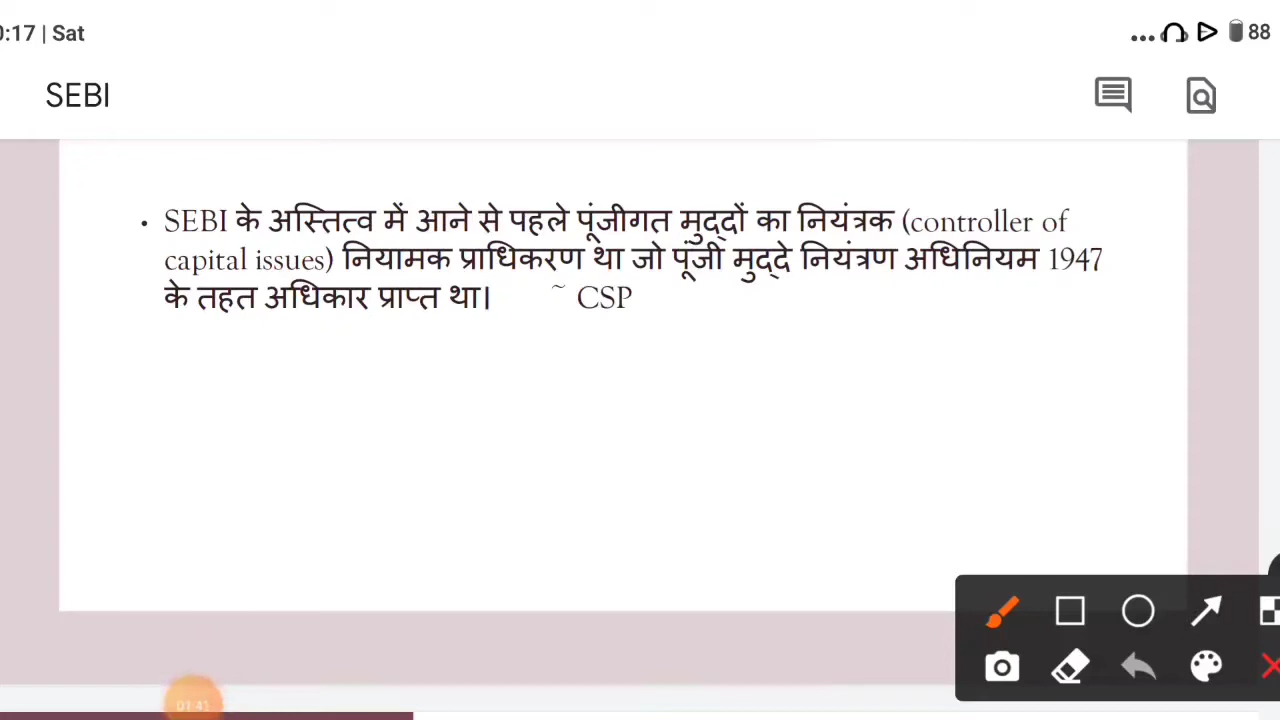 0:17 | Sat
88
SEBI
• SEBI के अस्तित्व में आने से पहले पूंजीगत मुद्दों का नियंत्रक (controller of
capital issues) नियामक प्राधिकरण था जो पूंजी मुद्दे नियंत्रण अधिनियम 1947
के तहत अधिकार प्राप्त था। ~ CSP